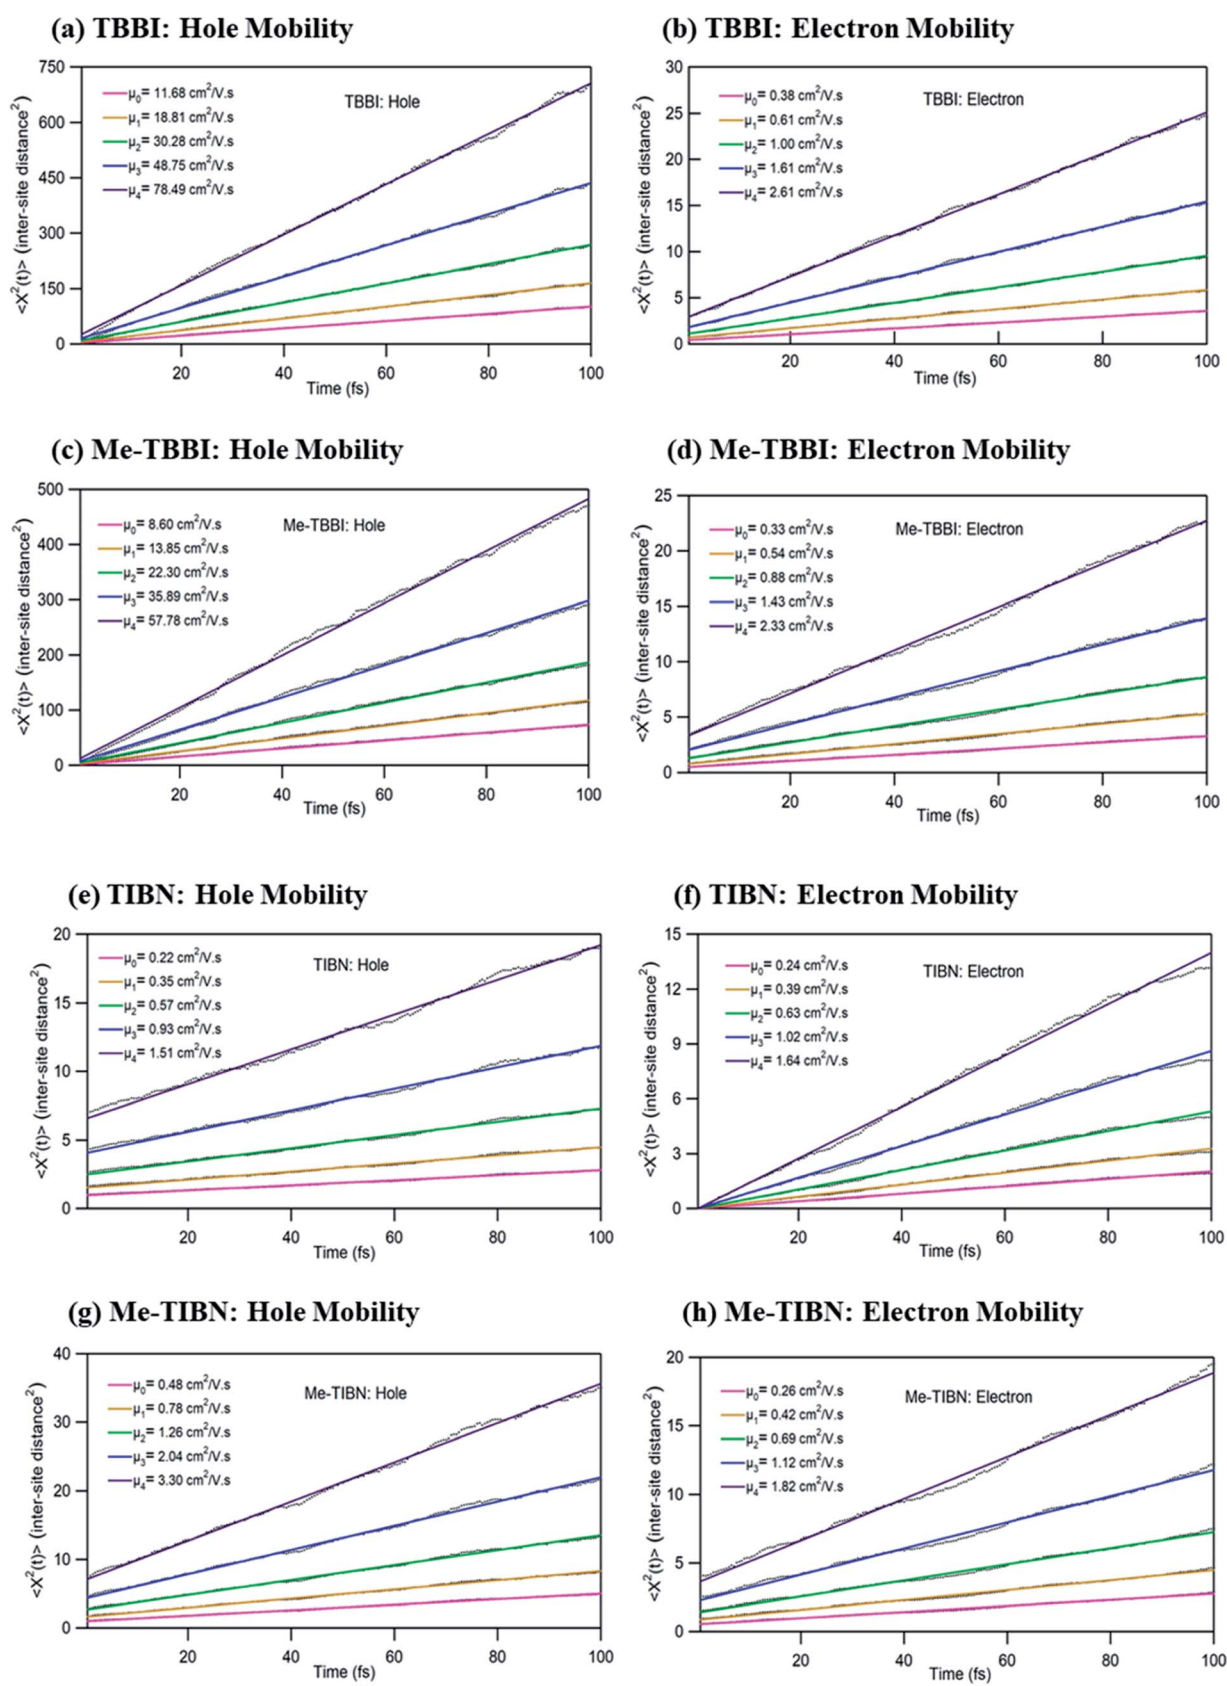 (a) TBBI: Hole Mobility
750
600
450
300
150
0
<X²(t)> (inter-site distance²)
μ₀= 11.68 cm²/V.s
μ₁= 18.81 cm²/V.s
μ₂= 30.28 cm²/V.s
μ₃= 48.75 cm²/V.s
μ₄= 78.49 cm²/V.s
TBBI: Hole
20 40 60 80 100
Time (fs)
(b) TBBI: Electron Mobility
30
25
20
15
10
5
0
<X²(t)> (inter-site distance²)
μ₀= 0.38 cm²/V.s
μ₁= 0.61 cm²/V.s
μ₂= 1.00 cm²/V.s
μ₃= 1.61 cm²/V.s
μ₄= 2.61 cm²/V.s
TBBI: Electron
20 40 60 80 100
Time (fs)
(c) Me-TBBI: Hole Mobility
500
400
300
200
100
0
<X²(t)> (inter-site distance²)
μ₀= 8.60 cm²/V.s
μ₁= 13.85 cm²/V.s
μ₂= 22.30 cm²/V.s
μ₃= 35.89 cm²/V.s
μ₄= 57.78 cm²/V.s
Me-TBBI: Hole
20 40 60 80 100
Time (fs)
(d) Me-TBBI: Electron Mobility
25
20
15
10
5
0
<X²(t)> (inter-site distance²)
μ₀= 0.33 cm²/V.s
μ₁= 0.54 cm²/V.s
μ₂= 0.88 cm²/V.s
μ₃= 1.43 cm²/V.s
μ₄= 2.33 cm²/V.s
Me-TBBI: Electron
20 40 60 80 100
Time (fs)
(e) TIBN: Hole Mobility
20
15
10
5
0
<X²(t)> (inter-site distance²)
μ₀= 0.22 cm²/V.s
μ₁= 0.35 cm²/V.s
μ₂= 0.57 cm²/V.s
μ₃= 0.93 cm²/V.s
μ₄= 1.51 cm²/V.s
TIBN: Hole
20 40 60 80 100
Time (fs)
(f) TIBN: Electron Mobility
15
12
9
6
3
0
<X²(t)> (inter-site distance²)
μ₀= 0.24 cm²/V.s
μ₁= 0.39 cm²/V.s
μ₂= 0.63 cm²/V.s
μ₃= 1.02 cm²/V.s
μ₄= 1.64 cm²/V.s
TIBN: Electron
20 40 60 80 100
Time (fs)
(g) Me-TIBN: Hole Mobility
40
30
20
10
0
<X²(t)> (inter-site distance²)
μ₀= 0.48 cm²/V.s
μ₁= 0.78 cm²/V.s
μ₂= 1.26 cm²/V.s
μ₃= 2.04 cm²/V.s
μ₄= 3.30 cm²/V.s
Me-TIBN: Hole
20 40 60 80 100
Time (fs)
(h) Me-TIBN: Electron Mobility
20
15
10
5
0
<X²(t)> (inter-site distance²)
μ₀= 0.26 cm²/V.s
μ₁= 0.42 cm²/V.s
μ₂= 0.69 cm²/V.s
μ₃= 1.12 cm²/V.s
μ₄= 1.82 cm²/V.s
Me-TIBN: Electron
20 40 60 80 100
Time (fs)